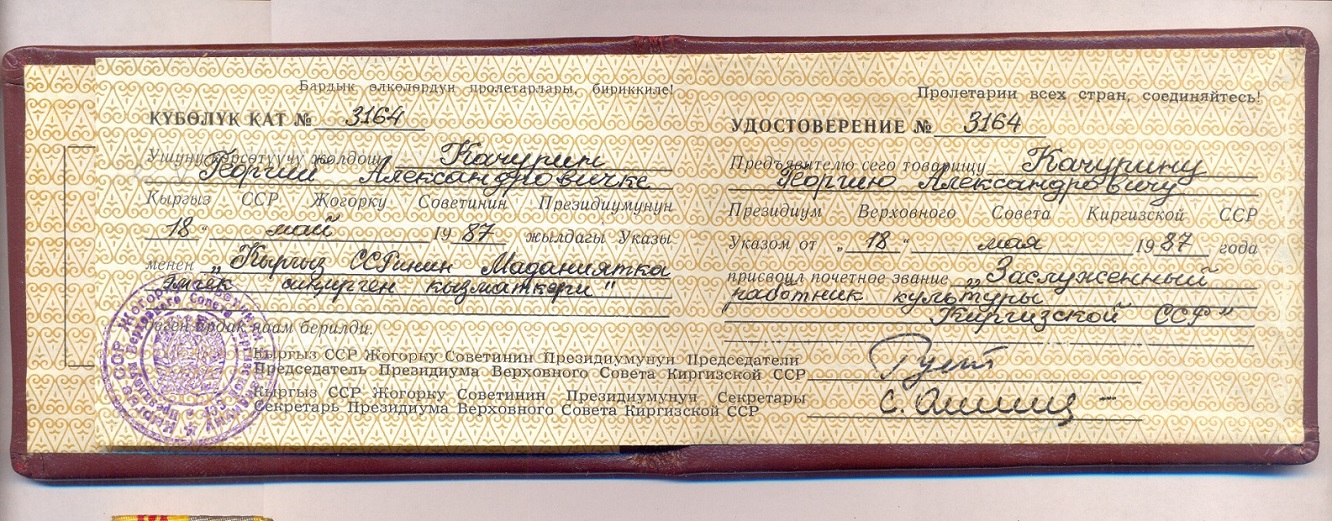 Бардык өлкөлөрдүн пролетарлары, бириккиле!
КҮБӨЛҮК КАТ № 3164
Ушуну көрсөтүүчү жолдош Качурин
Георгий Александровичке
Кыргыз ССР Жогорку Советинин Президиумунун
18 " май 1987 жылдагы Указы
менен „Кыргыз ССРинин Маданиятка
эмгек сиңирген кызматкери"
деген ардак наам берилди.
Пролетарии всех стран, соединяйтесь!
УДОСТОВЕРЕНИЕ № 3164
Предъявителю сего товарищу Качурину
Георгию Александровичу
Президиум Верховного Совета Киргизской ССР
Указом от „18" мая 1987 года
присвоил почетное звание „Заслуженный
работник культуры
Киргизской ССР"
Кыргыз ССР Жогорку Советинин Президиумунун Председатели
Председатель Президиума Верховного Совета Киргизской ССР
Кыргыз ССР Жогорку Советинин Президиумунун Секретары
Секретарь Президиума Верховного Совета Киргизской ССР